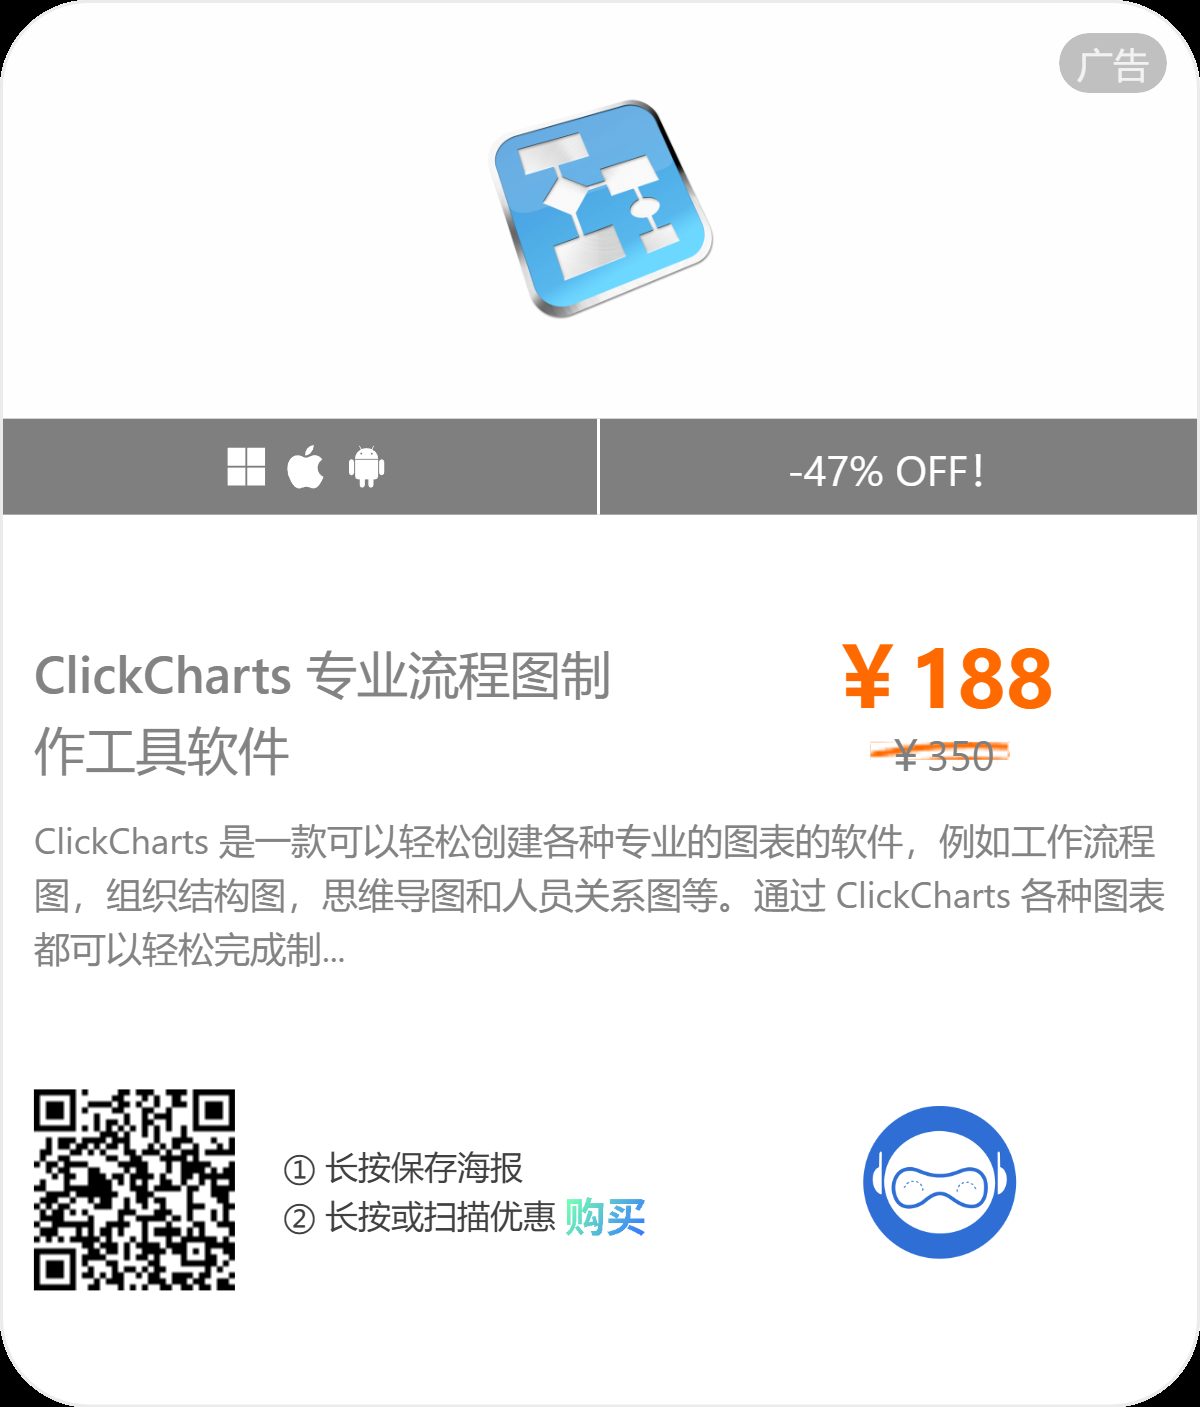 广告
-47% OFF!
ClickCharts 专业流程图制
作工具软件
¥188
¥350
ClickCharts 是一款可以轻松创建各种专业的图表的软件，例如工作流程
图，组织结构图，思维导图和人员关系图等。通过 ClickCharts 各种图表
都可以轻松完成制...
① 长按保存海报
② 长按或扫描优惠 购买